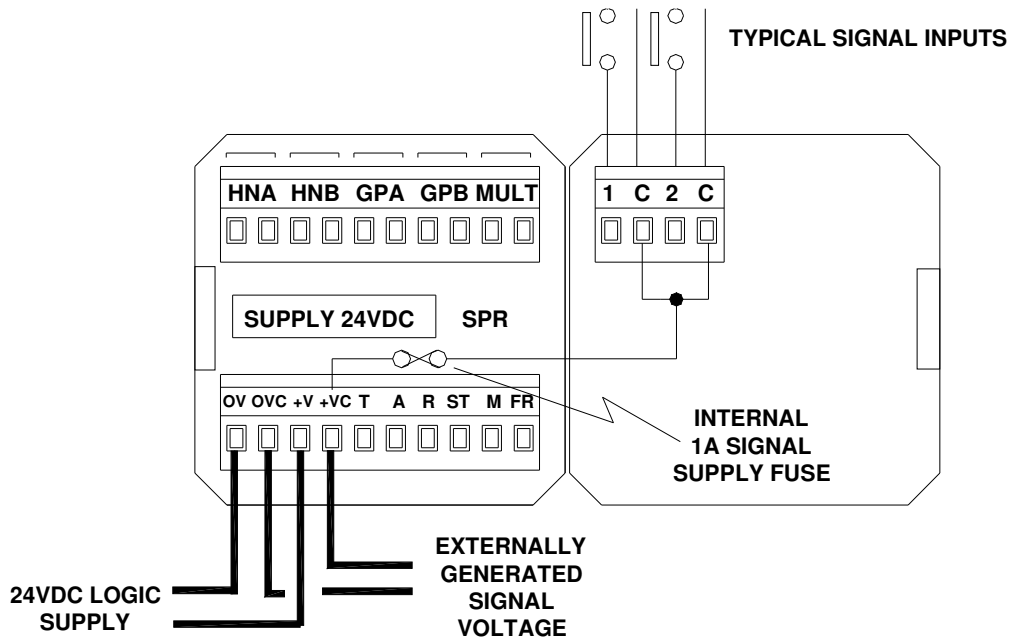 TYPICAL SIGNAL INPUTS
HNA HNB GPA GPB MULT
1 C 2 C
SUPPLY 24VDC SPR
OV OVC +V +VC T A R ST M FR
INTERNAL
1A SIGNAL
SUPPLY FUSE
EXTERNALLY
GENERATED
SIGNAL
VOLTAGE
24VDC LOGIC
SUPPLY